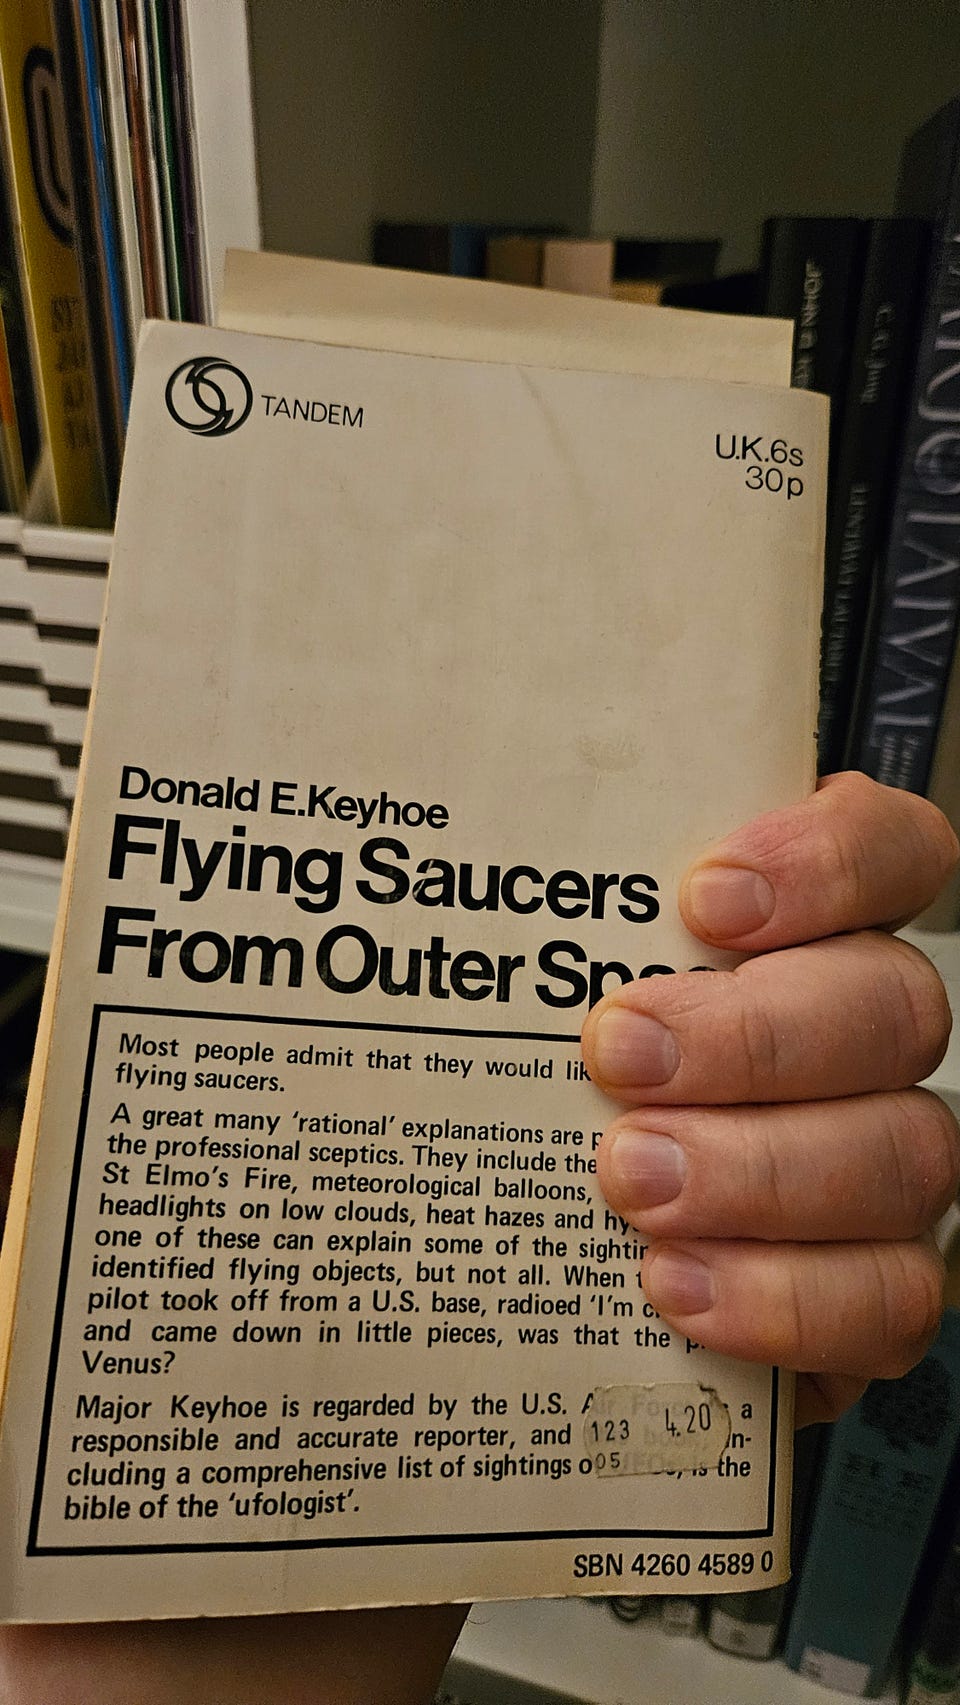 TANDEM
U.K.6s
30p
Donald E.Keyhoe
Flying Saucers
From Outer
Most people admit that they would
flying saucers.
A great many 'rational' explanations are
the professional sceptics. They include the
St Elmo's Fire, meteorological balloons,
headlights on low clouds, heat hazes and
one of these can explain some of the
identified flying objects, but not all. When
pilot took off from a U.S. base, radioed 'I'm
and came down in little pieces, was that the
Venus?
Major Keyhoe is regarded by the U.S. a
responsible and accurate reporter, and in-
cluding a comprehensive list of sightings is the
bible of the 'ufologist'.
123 4.20
05
SBN 4260 4589 0